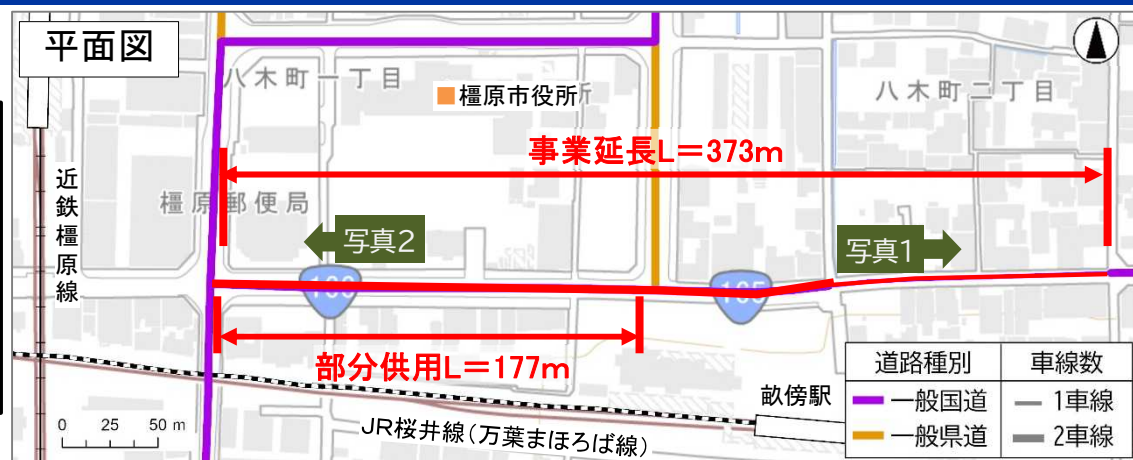 平面図
八木町一丁目
橿原市役所
八木町二丁目
事業延長L=373m
近鉄橿原線
橿原郵便局
写真2
写真1
165
部分供用L=177m
道路種別
車線数
一般国道
1車線
一般県道
2車線
畝傍駅
0 25 50 m
JR桜井線(万葉まほろば線)